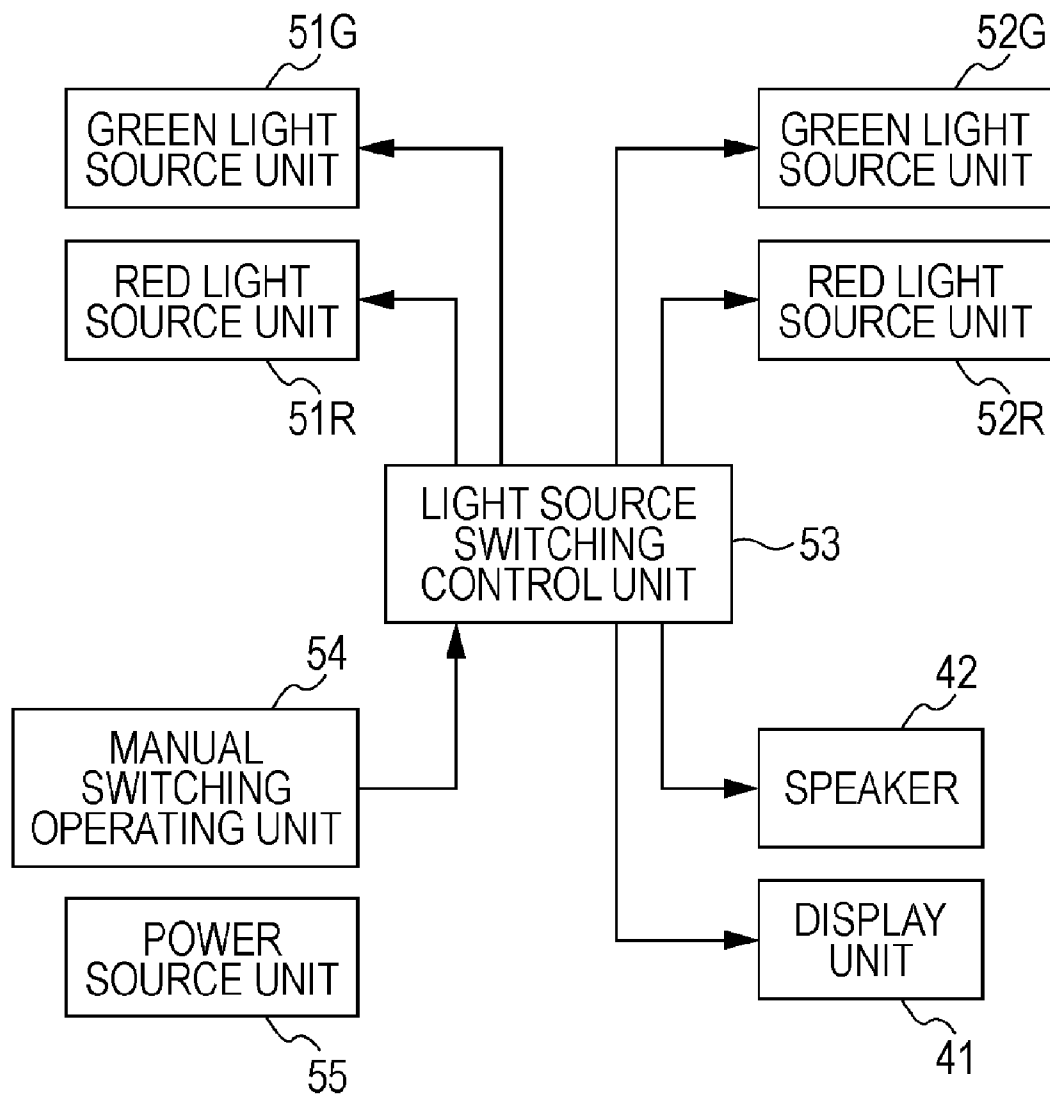 51G
GREEN LIGHT
SOURCE UNIT
52G
GREEN LIGHT
SOURCE UNIT
RED LIGHT
SOURCE UNIT
51R
RED LIGHT
SOURCE UNIT
52R
LIGHT SOURCE
SWITCHING
CONTROL UNIT
53
54
MANUAL
SWITCHING
OPERATING UNIT
42
SPEAKER
POWER
SOURCE UNIT
55
DISPLAY
UNIT
41